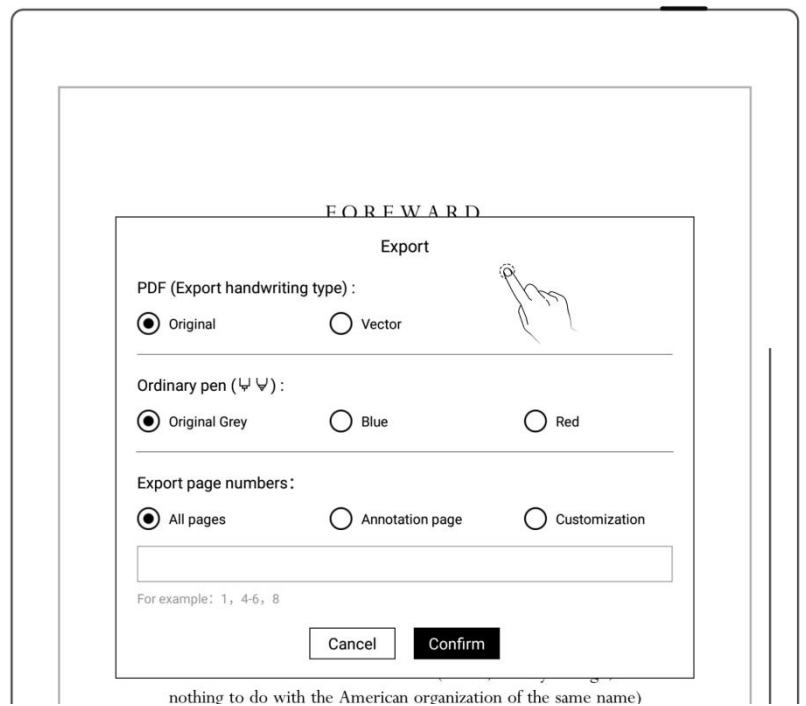 FOREWARD
Export
PDF (Export handwriting type) :
Original Vector
Ordinary pen ( ) :
Original Grey Blue Red
Export page numbers：
All pages Annotation page Customization
For example：1，4-6，8
Cancel Confirm
nothing to do with the American organization of the same name)